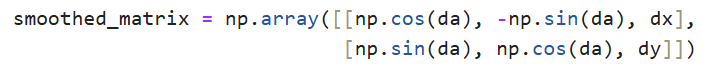 smoothed_matrix = np.array([[np.cos(da), -np.sin(da), dx],
                            [np.sin(da), np.cos(da), dy]])